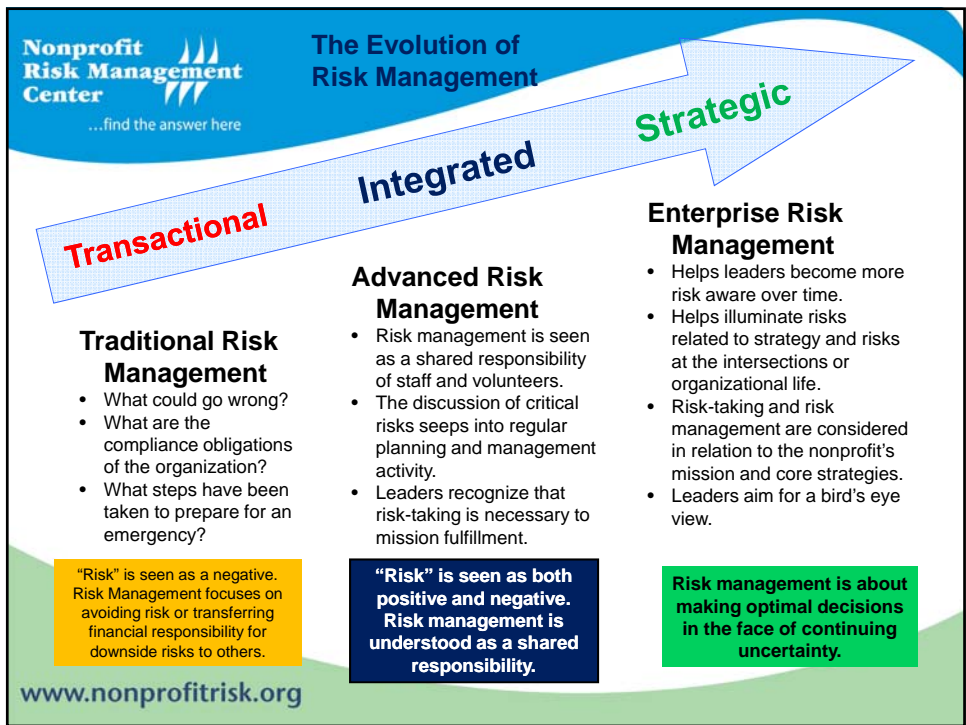 Nonprofit
Risk Management
Center
...find the answer here
The Evolution of
Risk Management
Transactional
Integrated
Strategic
Traditional Risk
Management
• What could go wrong?
• What are the
compliance obligations
of the organization?
• What steps have been
taken to prepare for an
emergency?
"Risk" is seen as a negative.
Risk Management focuses on
avoiding risk or transferring
financial responsibility for
downside risks to others.
Advanced Risk
Management
• Risk management is seen
as a shared responsibility
of staff and volunteers.
• The discussion of critical
risks seeps into regular
planning and management
activity.
• Leaders recognize that
risk-taking is necessary to
mission fulfillment.
“Risk” is seen as both
positive and negative.
Risk management is
understood as a shared
responsibility.
Enterprise Risk
Management
• Helps leaders become more
risk aware over time.
• Helps illuminate risks
related to strategy and risks
at the intersections or
organizational life.
• Risk-taking and risk
management are considered
in relation to the nonprofit’s
mission and core strategies.
• Leaders aim for a bird’s eye
view.
Risk management is about
making optimal decisions
in the face of continuing
uncertainty.
www.nonprofitrisk.org